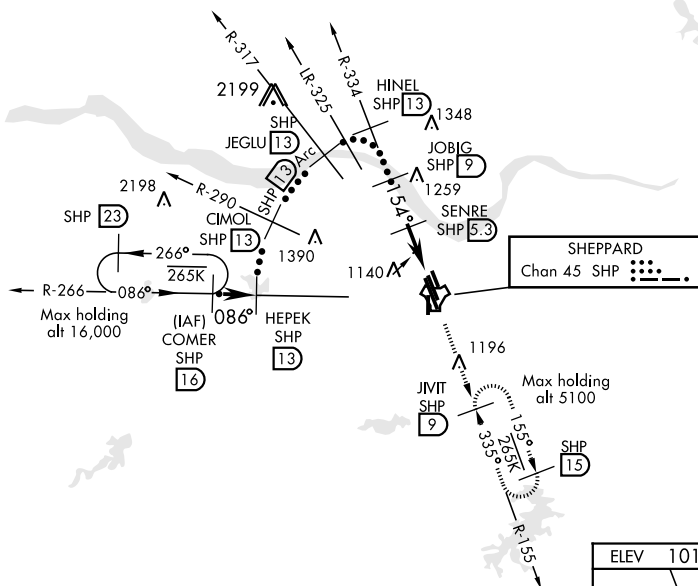 R-317
LR-325
R-334
2199
HINEL
SHP 13
1348
SHP
JEGLU 13
JOBIG
SHP 9
SHP 13 Arc
1259
2198
R-290
154°
SENRE
SHP 5.3
SHP 23
CIMOL
SHP 13
1390
266°
265K
1140
SHEPPARD
Chan 45 SHP
R-266
086°
086°
Max holding
alt 16,000
(IAF)
COMER
SHP
16
HEPEK
SHP
13
1196
Max holding
alt 5100
JIVIT
SHP
9
155°
265K
335°
SHP
15
R-155
ELEV 101